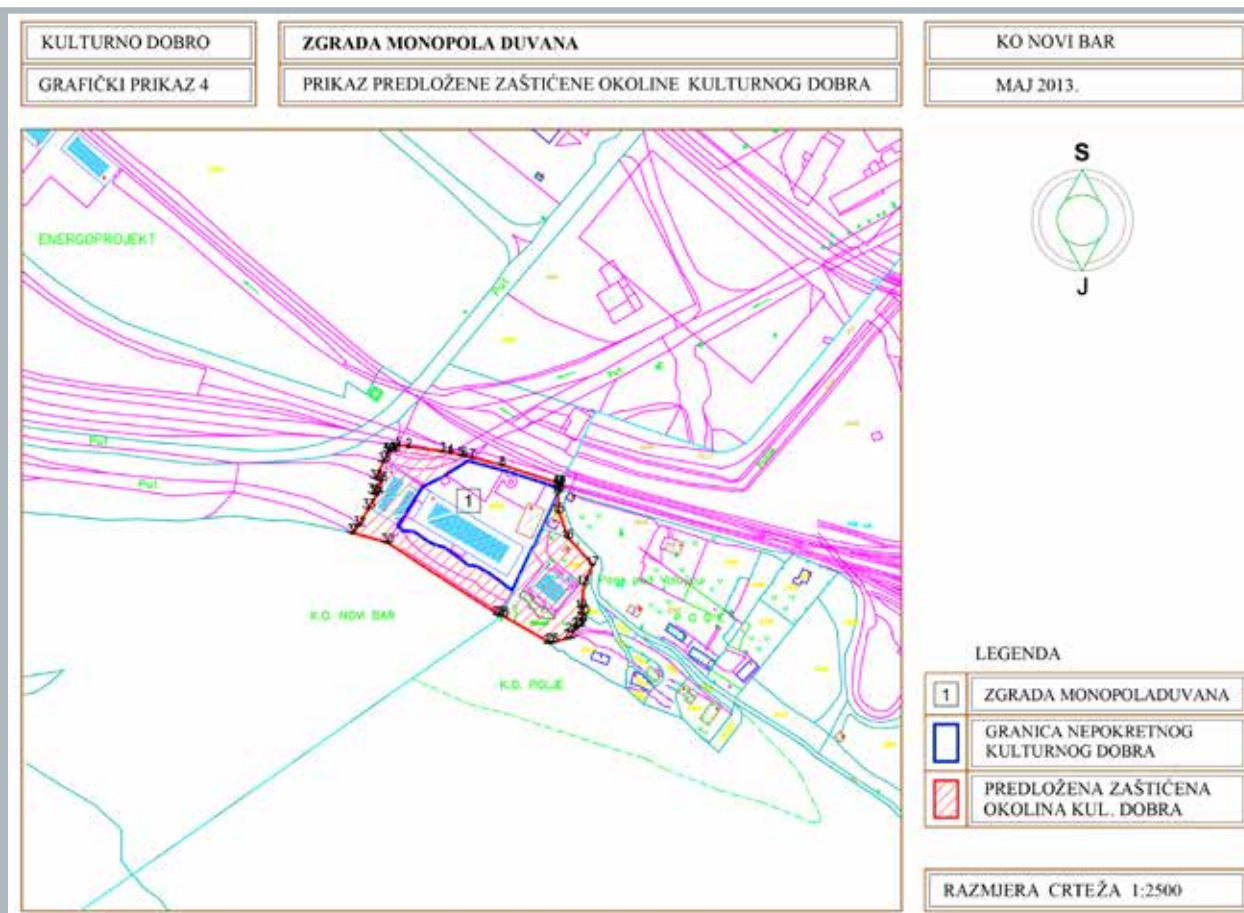 KULTURNO DOBRO
ZGRADA MONOPOLA DUVANA
KO NOVI BAR
GRAFIČKI PRIKAZ 4
PRIKAZ PREDLOŽENE ZAŠTIĆENE OKOLINE KULTURNOG DOBRA
MAJ 2013.
S
J
ENERGOPROJEKT
Put
Put
Put
Put
1
K.O. NOVI BAR
K.O. POLJE
LEGENDA
1 ZGRADA MONOPOLADUVANA
GRANICA NEPOKRETNOG
KULTURNOG DOBRA
PREDLOŽENA ZAŠTIĆENA
OKOLINA KUL. DOBRA
RAZMJERA CRTEŽA 1:2500